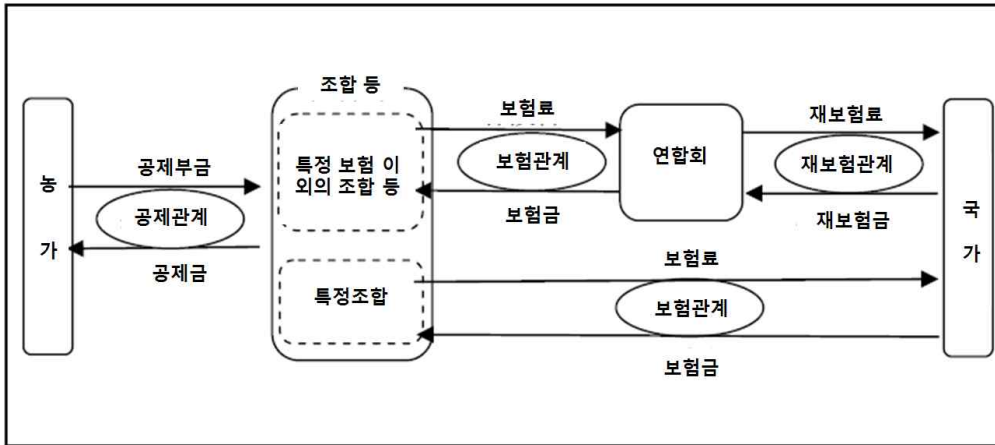 조합 등
농
가
공제부금
공제관계
공제금
특정 보험 이
외의 조합 등
특정조합
보험료
보험관계
보험금
연합회
재보험료
재보험관계
재보험금
보험료
보험관계
보험금
국
가